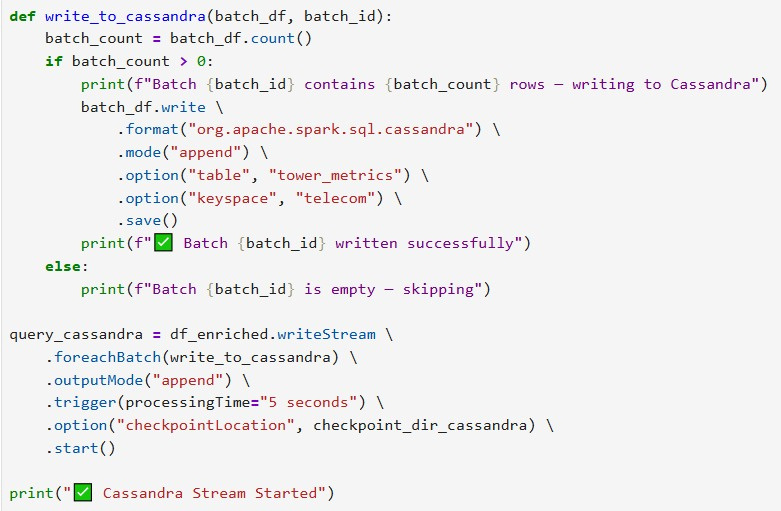 def write_to_cassandra(batch_df, batch_id):
    batch_count = batch_df.count()
    if batch_count > 0:
        print(f"Batch {batch_id} contains {batch_count} rows — writing to Cassandra")
        batch_df.write \
            .format("org.apache.spark.sql.cassandra") \
            .mode("append") \
            .option("table", "tower_metrics") \
            .option("keyspace", "telecom") \
            .save()
        print(f"✅ Batch {batch_id} written successfully")
    else:
        print(f"Batch {batch_id} is empty — skipping")

query_cassandra = df_enriched.writeStream \
    .foreachBatch(write_to_cassandra) \
    .outputMode("append") \
    .trigger(processingTime="5 seconds") \
    .option("checkpointLocation", checkpoint_dir_cassandra) \
    .start()

print("✅ Cassandra Stream Started")